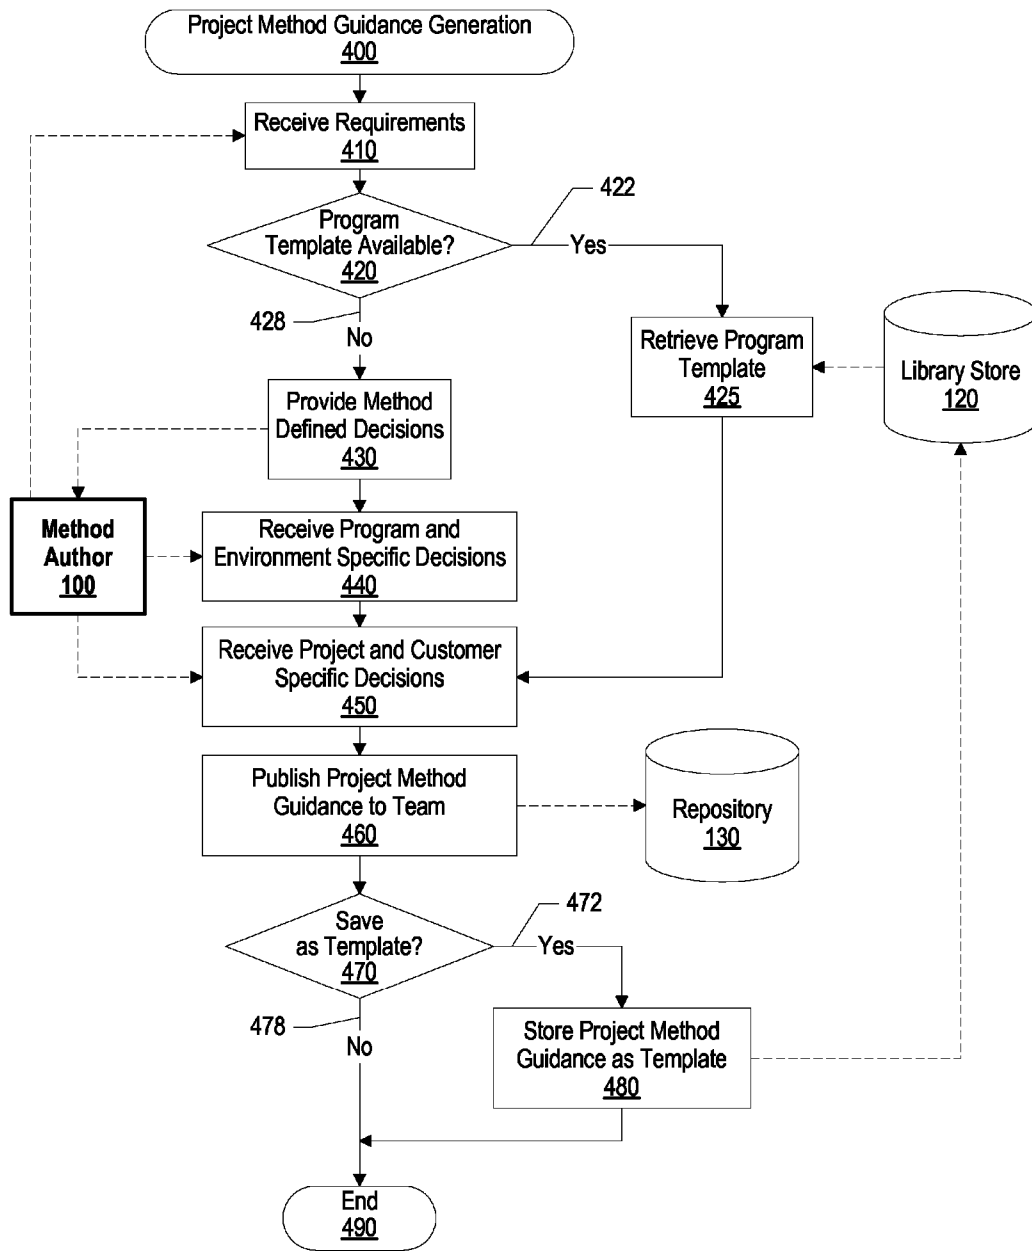 Project Method Guidance Generation
400
Receive Requirements
410
422
Program
Template Available?
420
Yes
428
No
Retrieve Program
Template
425
Library Store
120
Provide Method
Defined Decisions
430
Method
Author
100
Receive Program and
Environment Specific Decisions
440
Receive Project and Customer
Specific Decisions
450
Publish Project Method
Guidance to Team
460
Repository
130
472
Save
as Template?
470
Yes
478
No
Store Project Method
Guidance as Template
480
End
490